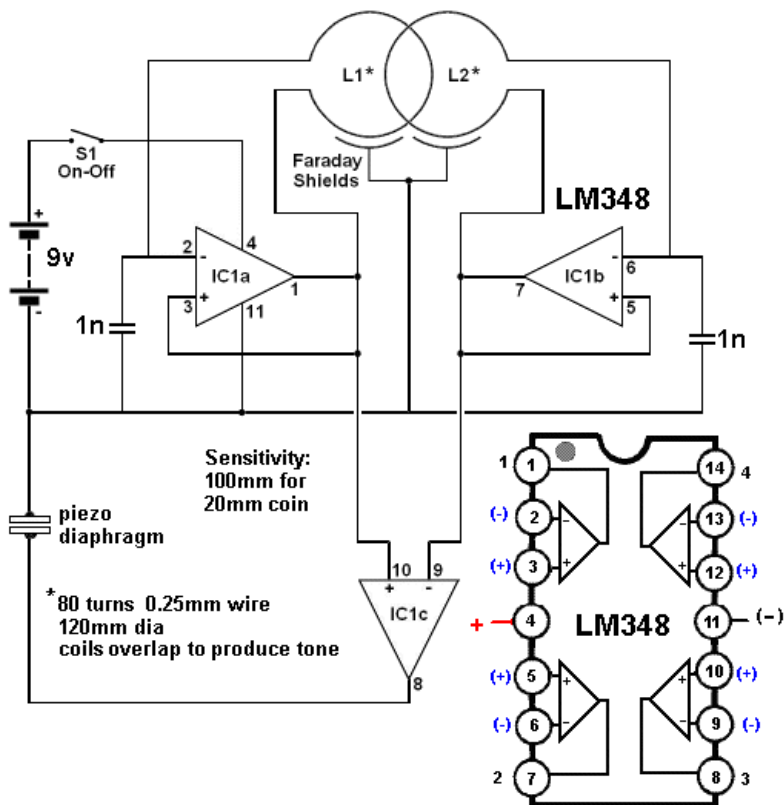 L1*
L2*
S1
On-Off
Faraday
Shields
LM348
+
9v
-
2
-
4
IC1a
1
+
3
11
1n
-
6
IC1b
7
+
5
1n
Sensitivity:
100mm for
20mm coin
piezo
diaphragm
10
9
+
-
IC1c
8
*80 turns 0.25mm wire
120mm dia
coils overlap to produce tone
1
1
14
4
(-)
2
-
-
13
(-)
(+)
3
+
+
12
(+)
+
4
LM348
11
(-)
(+)
5
+
+
10
(+)
(-)
6
-
-
9
(-)
2
7
8
3